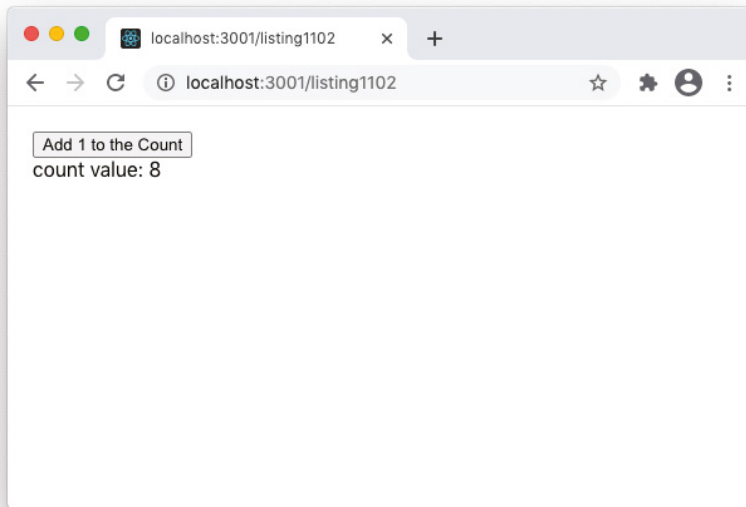 localhost:3001/listing1102
localhost:3001/listing1102
Add 1 to the Count
count value: 8